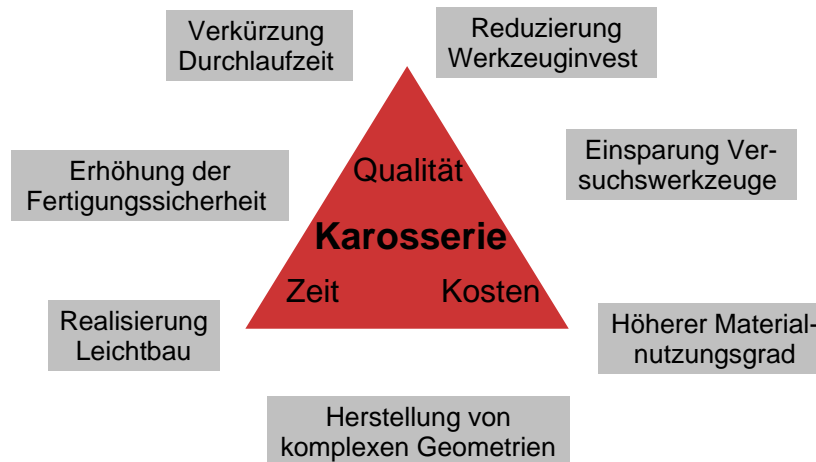 Verkürzung
Durchlaufzeit
Reduzierung
Werkzeuginvest
Erhöhung der
Fertigungssicherheit
Einsparung Ver-
suchswerkzeuge
Qualität
Karosserie
Zeit
Kosten
Realisierung
Leichtbau
Höherer Material-
nutzungsgrad
Herstellung von
komplexen Geometrien